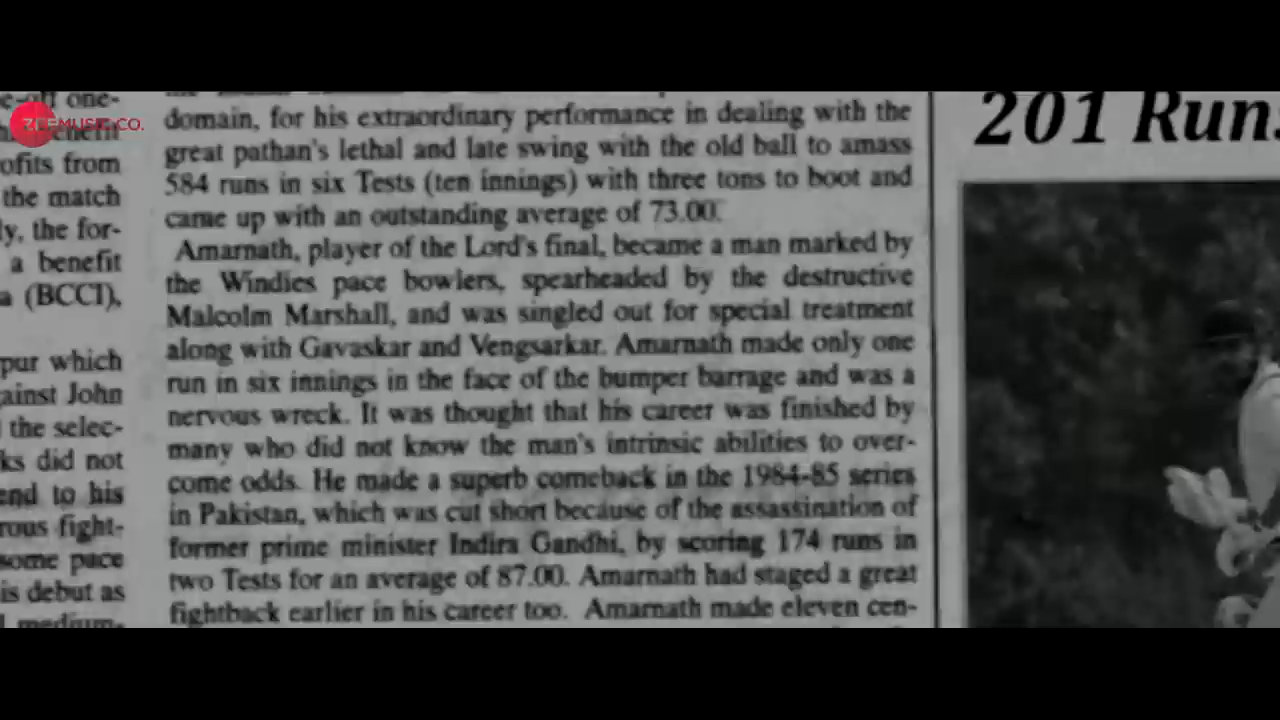 ZEE MUSIC CO.
e-off one-
ofits from
the match
ly, the for-
a benefit
a (BCCI),
pur which
ainst John
the selec-
ks did not
end to his
rous fight-
some pace
is debut as
medium-
domain, for his extraordinary performance in dealing with the
great pathan's lethal and late swing with the old ball to amass
584 runs in six Tests (ten innings) with three tons to boot and
came up with an outstanding average of 73.00.
Amarnath, player of the Lord's final, became a man marked by
the Windies pace bowlers, spearheaded by the destructive
Malcolm Marshall, and was singled out for special treatment
along with Gavaskar and Vengsarkar. Amarnath made only one
run in six innings in the face of the bumper barrage and was a
nervous wreck. It was thought that his career was finished by
many who did not know the man's intrinsic abilities to over-
come odds. He made a superb comeback in the 1984-85 series
in Pakistan, which was cut short because of the assassination of
former prime minister Indira Gandhi, by scoring 174 runs in
two Tests for an average of 87.00. Amarnath had staged a great
fightback earlier in his career too. Amarnath made eleven cen-
201 Runs